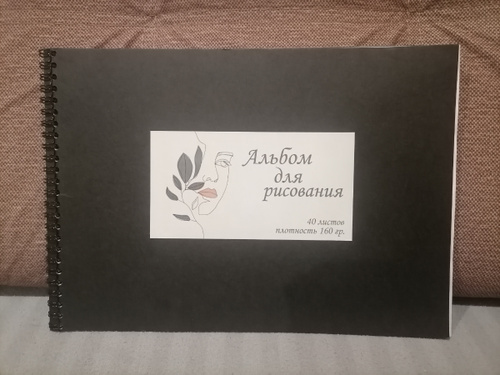 Альбом
для
рисования
40 листов
плотность 160 гр.